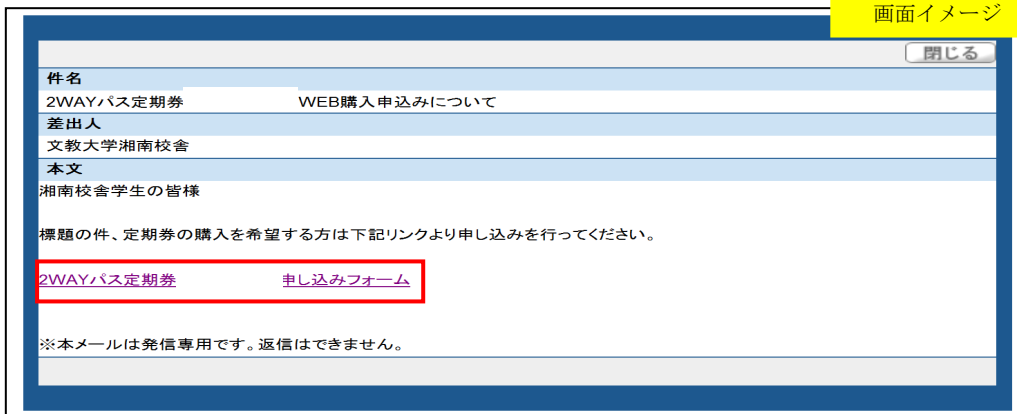 画面イメージ
閉じる
件名
2WAYパス定期券 WEB購入申込みについて
差出人
文教大学湘南校舎
本文
湘南校舎学生の皆様
標題の件、定期券の購入を希望する方は下記リンクより申し込みを行ってください。
2WAYパス定期券 申し込みフォーム
※本メールは発信専用です。返信はできません。